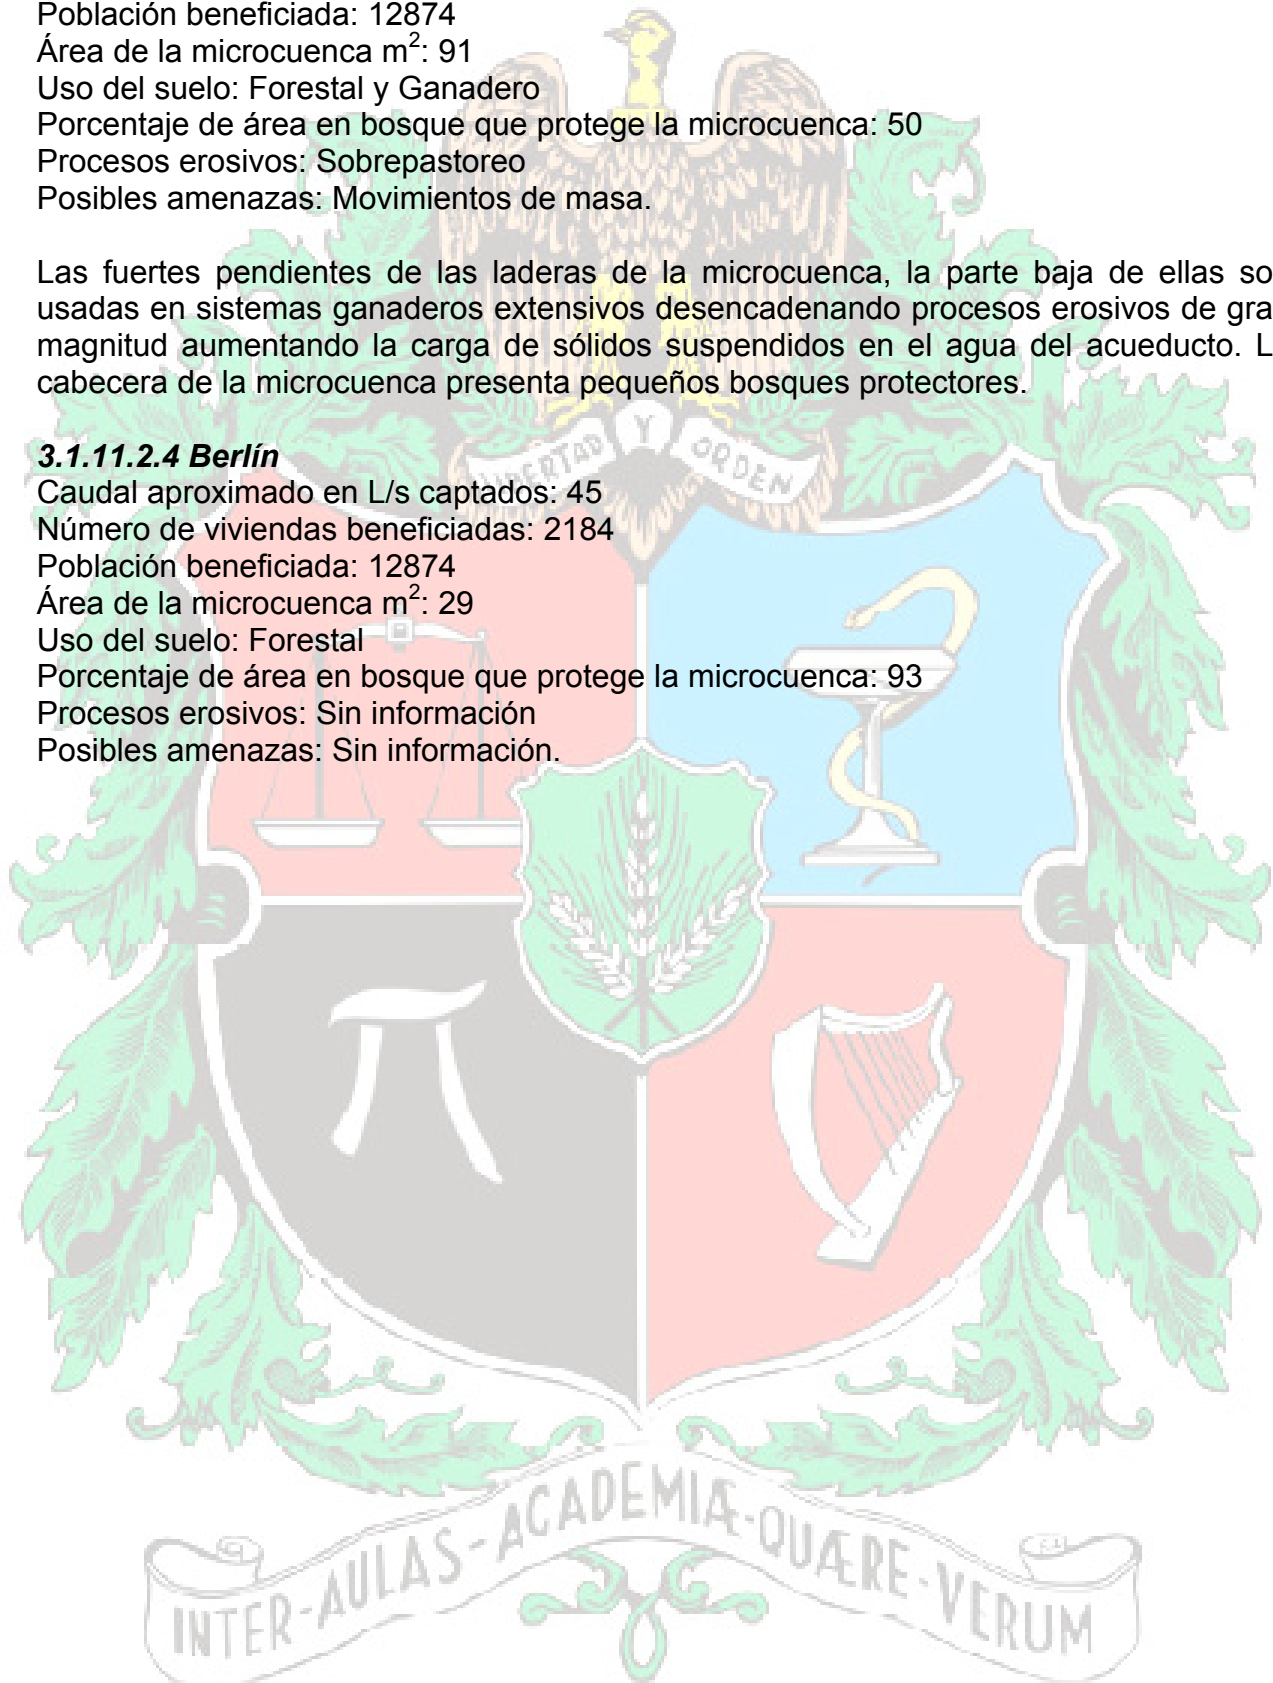 Población beneficiada: 12874
Área de la microcuenca m²: 91
Uso del suelo: Forestal y Ganadero
Porcentaje de área en bosque que protege la microcuenca: 50
Procesos erosivos: Sobrepastoreo
Posibles amenazas: Movimientos de masa.
Las fuertes pendientes de las laderas de la microcuenca, la parte baja de ellas so
usadas en sistemas ganaderos extensivos desencadenando procesos erosivos de gra
magnitud aumentando la carga de sólidos suspendidos en el agua del acueducto. L
cabecera de la microcuenca presenta pequeños bosques protectores.
LIBERTAD Y ORDEN
3.1.11.2.4 Berlín
Caudal aproximado en L/s captados: 45
Número de viviendas beneficiadas: 2184
Población beneficiada: 12874
Área de la microcuenca m²: 29
Uso del suelo: Forestal
Porcentaje de área en bosque que protege la microcuenca: 93
Procesos erosivos: Sin información
Posibles amenazas: Sin información.
π
INTER-AULAS-ACADEMIÆ-QUÆRE-VERUM